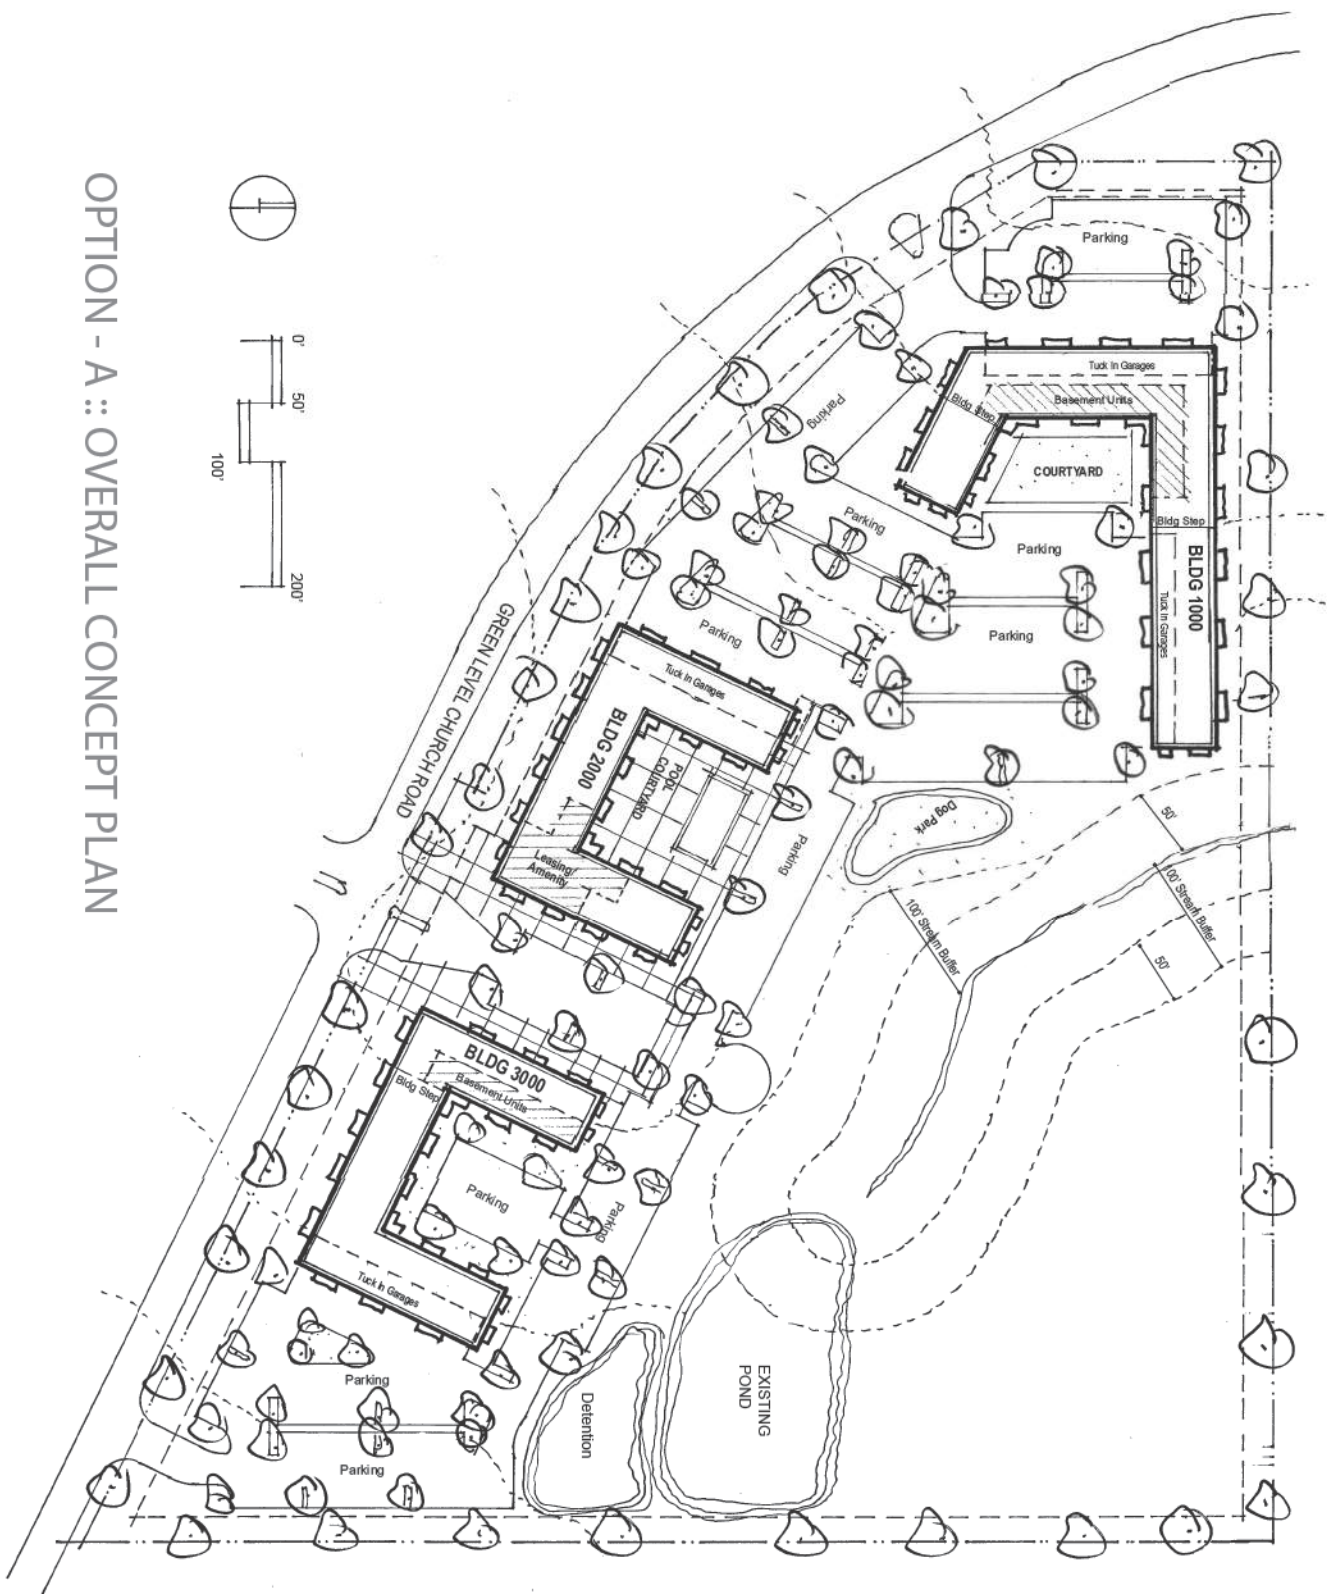 OPTION - A :: OVERALL CONCEPT PLAN
0'
50'
100'
200'
GREEN LEVEL CHURCH ROAD
Parking
Tuck In Garages
Basement Units
Bldg Step
COURTYARD
Bldg Step
BLDG 1000
Tuck In Garages
Parking
Parking
Parking
Parking
Parking
Tuck In Garages
BLDG 2000
POOL
COURTYARD
Leasing/
Amenity
Parking
Dog Park
50'
100' Stream Buffer
100' Stream Buffer
50'
BLDG 3000
Basement Units
Bldg Step
Parking
Parking
Tuck In Garages
Parking
Parking
Detention
EXISTING
POND